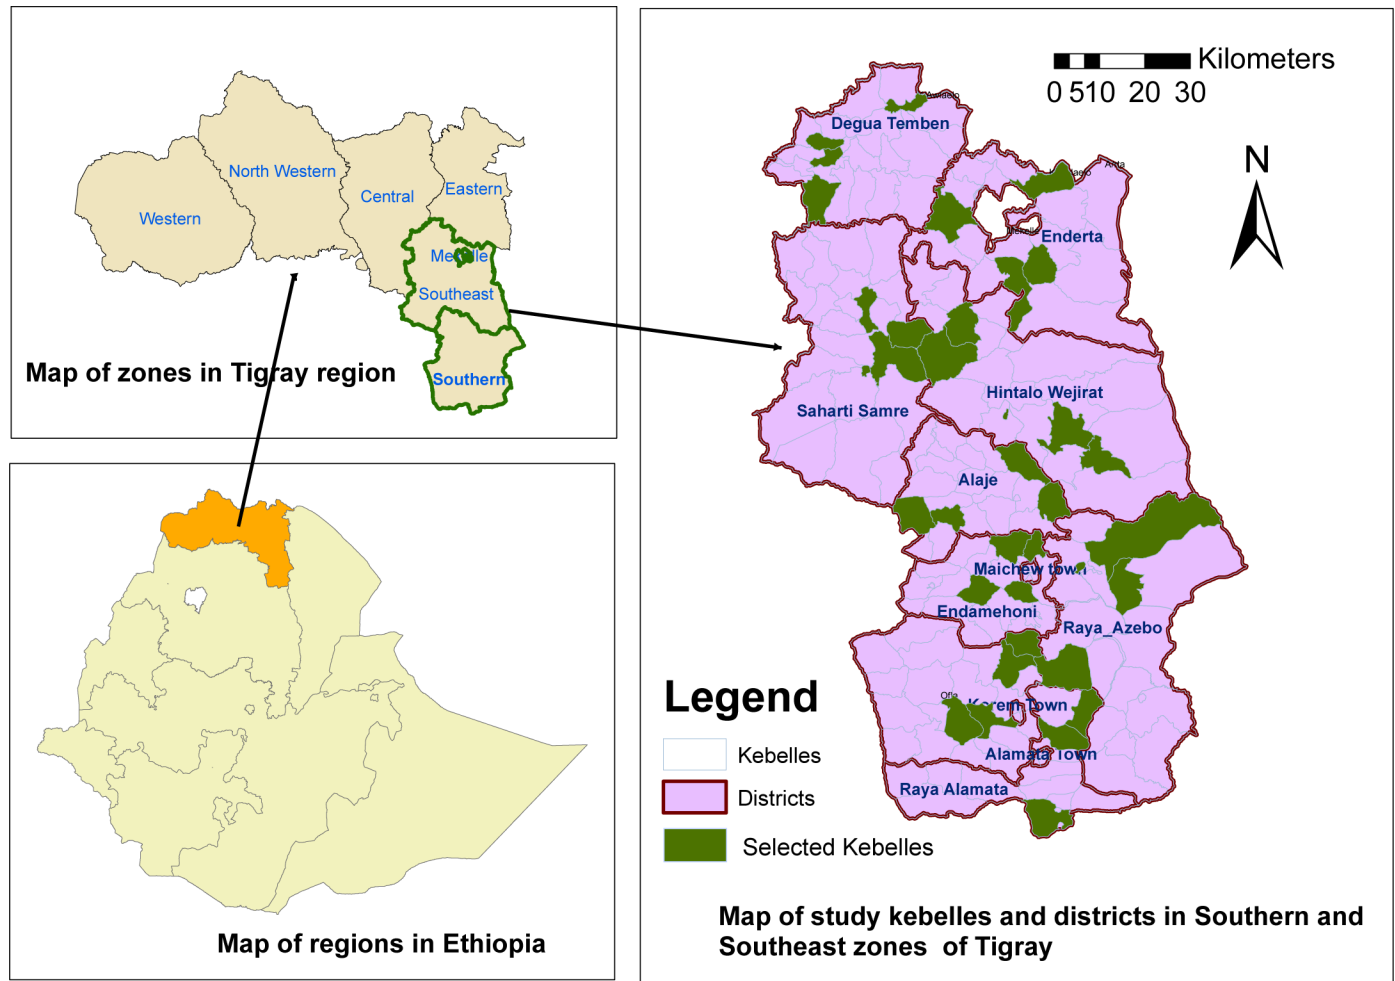 North Western
Central
Eastern
Western
Mekelle
Southeast
Southern
Map of zones in Tigray region
Map of regions in Ethiopia
Kilometers
0 5 10 20 30
N
Degua Temben
Enderta
Hintalo Wejirat
Saharti Samre
Alaje
Maichew town
Endamehoni
Raya_Azebo
Ofla
Korem Town
Alamata Town
Raya Alamata
Legend
Kebelles
Districts
Selected Kebelles
Map of study kebelles and districts in Southern and
Southeast zones of Tigray